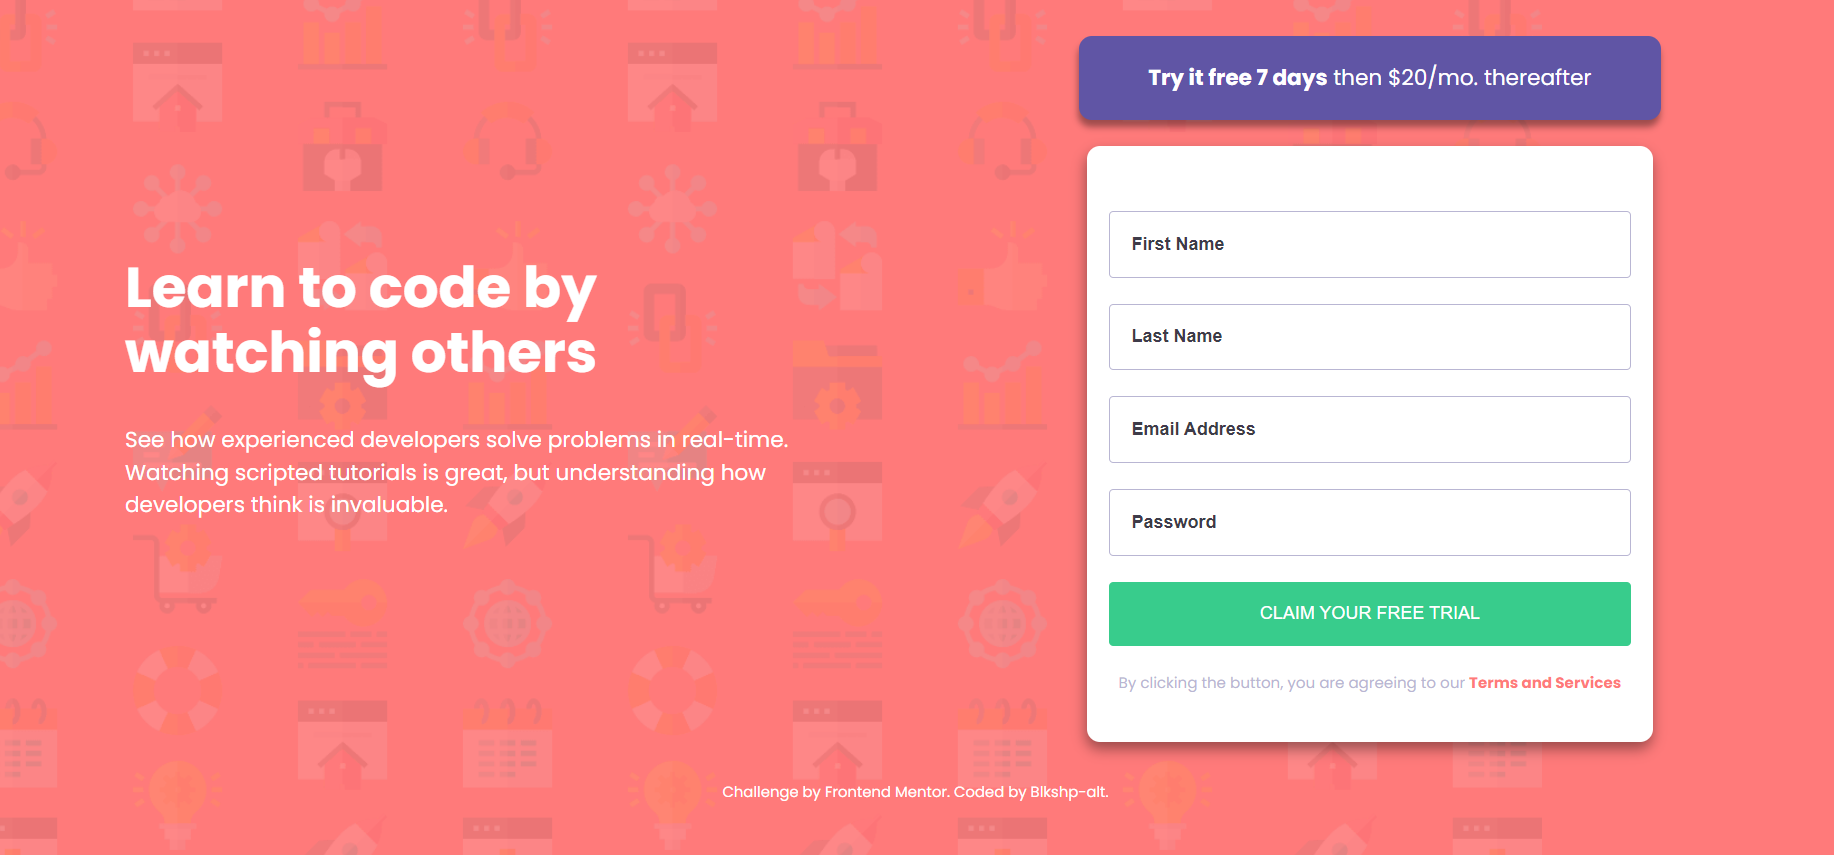 Learn to code by
watching others
See how experienced developers solve problems in real-time.
Watching scripted tutorials is great, but understanding how
developers think is invaluable.
Try it free 7 days then $20/mo. thereafter
First Name
Last Name
Email Address
Password
CLAIM YOUR FREE TRIAL
By clicking the button, you are agreeing to our Terms and Services
Challenge by Frontend Mentor. Coded by Blkshp-alt.